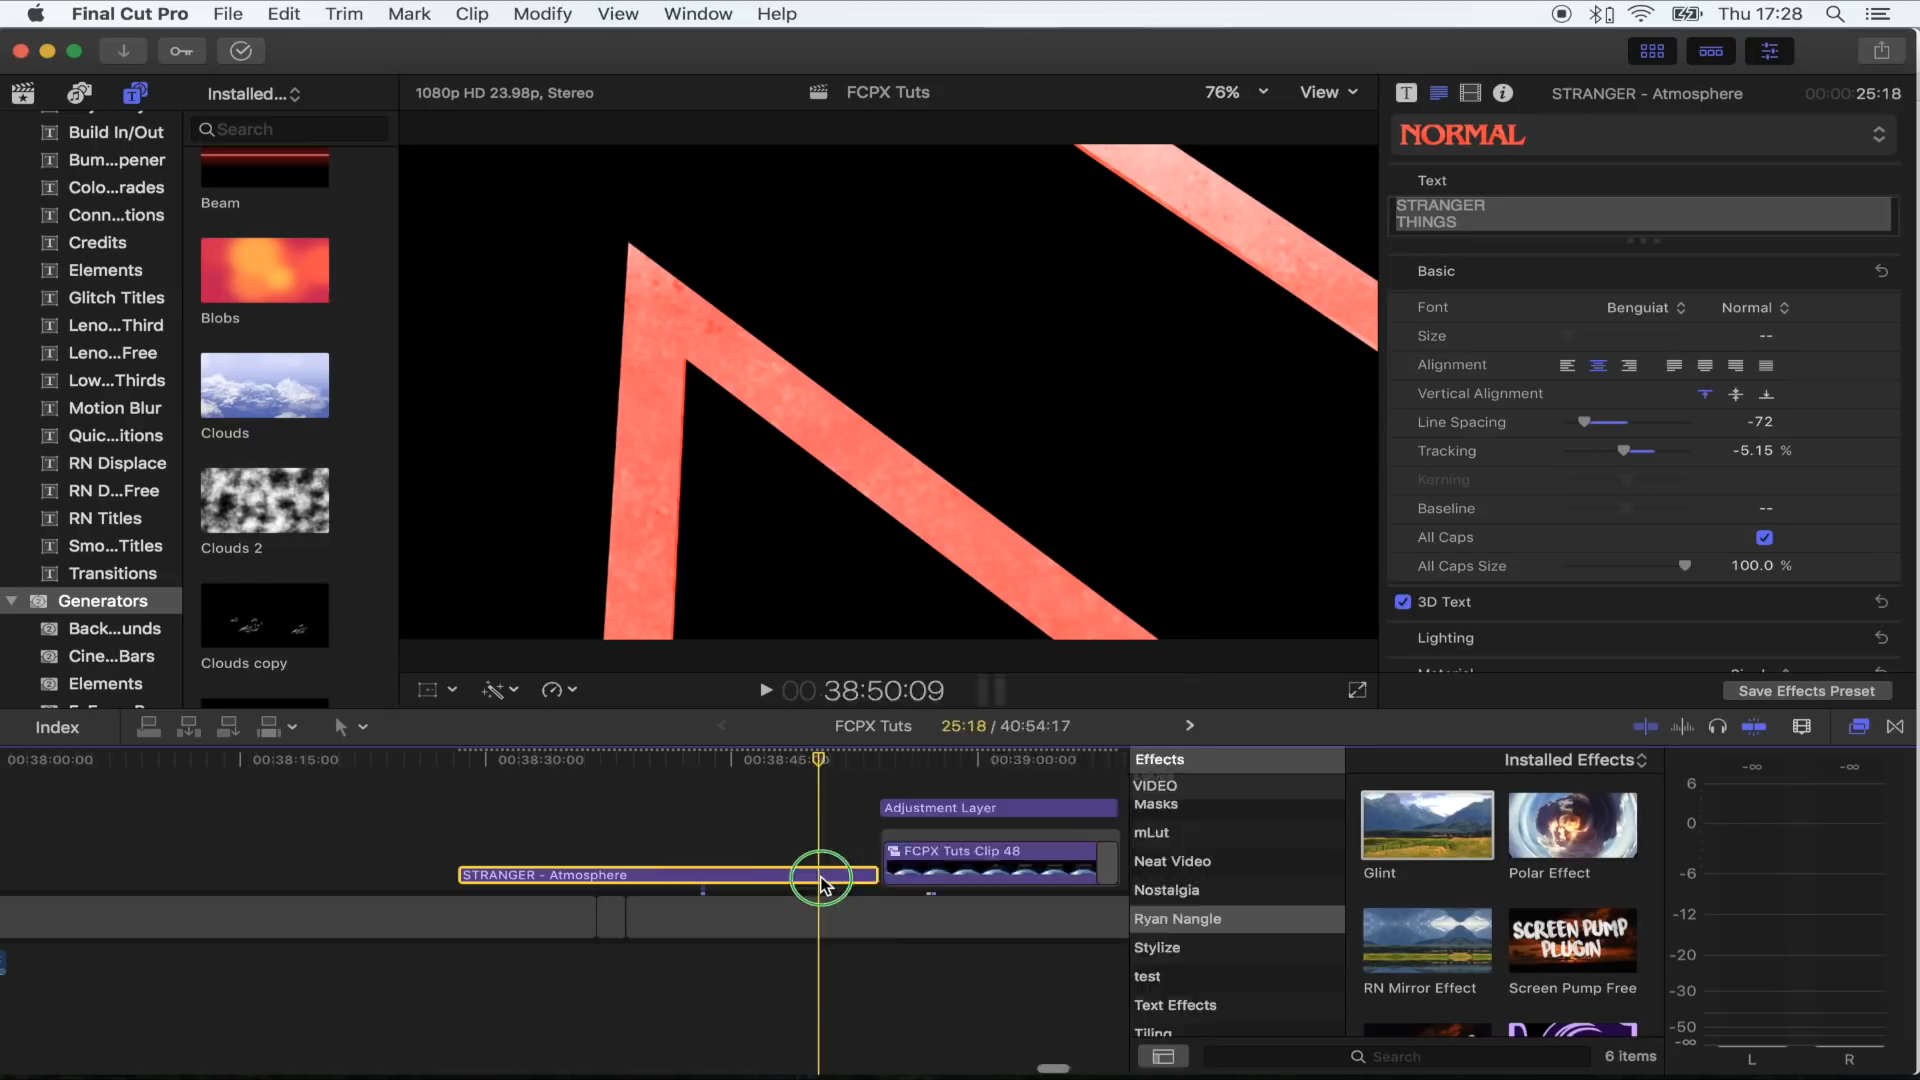 Final Cut Pro File Edit Trim Mark Clip Modify View Window Help Thu 17:28
Installed... 1080p HD 23.98p, Stereo FCPX Tuts 76% View STRANGER - Atmosphere 00:00:25:18
Search
Build In/Out
Bum...pener
Colo...rades
Conn...tions
Credits
Elements
Glitch Titles
Leno...Third
Leno...Free
Low...Thirds
Motion Blur
Quic...itions
RN Displace
RN D...Free
RN Titles
Smo...Titles
Transitions
Generators
Back...unds
Cine...Bars
Elements
Beam
Blobs
Clouds
Clouds 2
Clouds copy
NORMAL
Text
STRANGER
THINGS
Basic
Font Benguiat Normal
Size --
Alignment
Vertical Alignment
Line Spacing -72
Tracking -5.15 %
Kerning
Baseline --
All Caps
All Caps Size 100.0 %
3D Text
Lighting
Save Effects Preset
00:38:50:09
Index FCPX Tuts 25:18 / 40:54:17
00:38:00:00 00:38:15:00 00:38:30:00 00:39:00:00
Adjustment Layer
FCPX Tuts Clip 48
STRANGER - Atmosphere
Effects Installed Effects
VIDEO
Masks
mLut
Neat Video
Nostalgia
Ryan Nangle
Stylize
test
Text Effects
Tiling
Glint Polar Effect
SCREEN PUMP
PLUGIN
RN Mirror Effect Screen Pump Free
Search 6 items
-∞ -∞
6
0
-6
-12
-20
-30
-50
-∞
L R